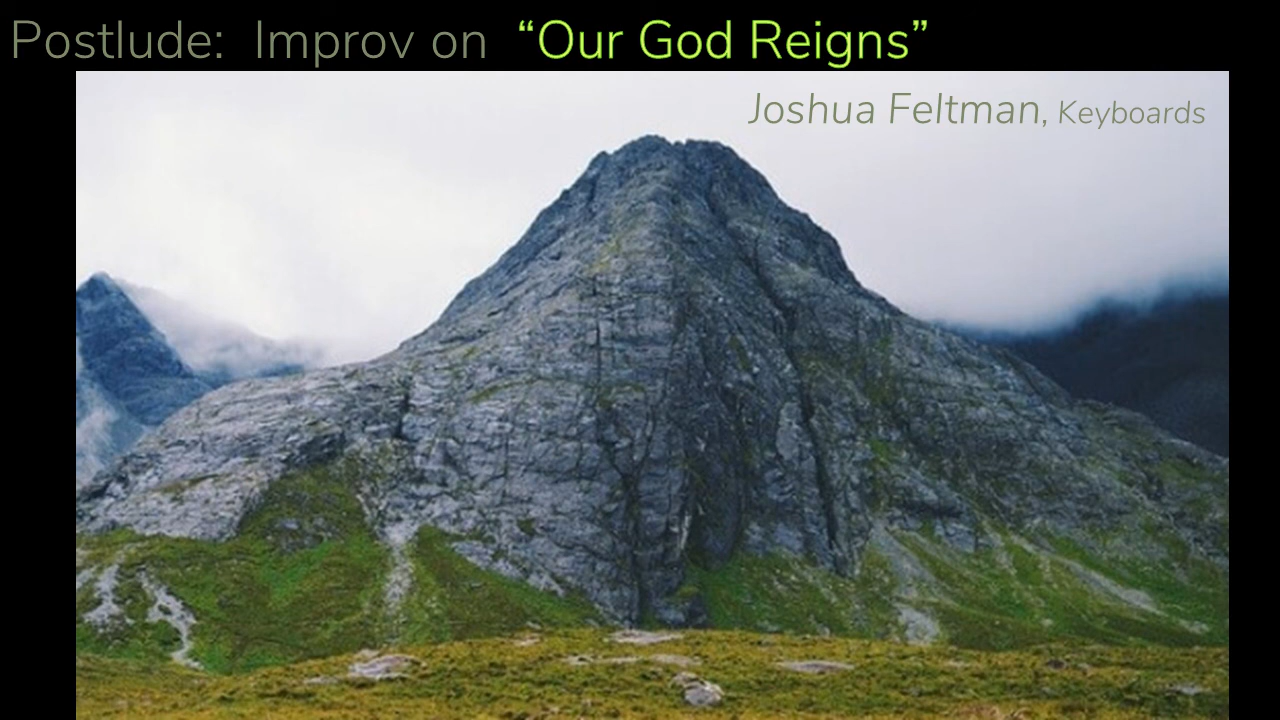 Postlude:  Improv on  “Our God Reigns”
Joshua Feltman, Keyboards